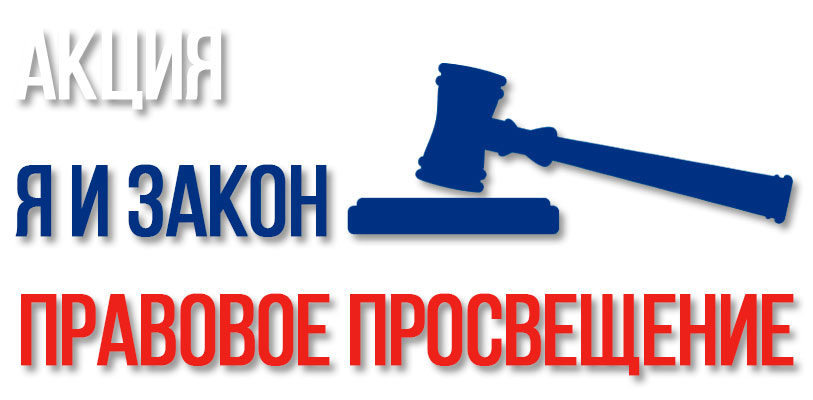 АКЦИЯ
Я И ЗАКОН
ПРАВОВОЕ ПРОСВЕЩЕНИЕ